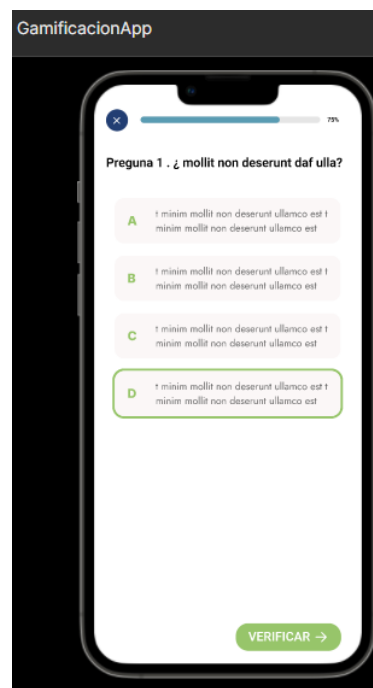 GamificacionApp
75%
Preguna 1 . ¿ mollit non deserunt daf ulla?
A
t minim mollit non deserunt ullamco est t
minim mollit non deserunt ullamco est
B
t minim mollit non deserunt ullamco est t
minim mollit non deserunt ullamco est
C
t minim mollit non deserunt ullamco est t
minim mollit non deserunt ullamco est
D
t minim mollit non deserunt ullamco est t
minim mollit non deserunt ullamco est
VERIFICAR →